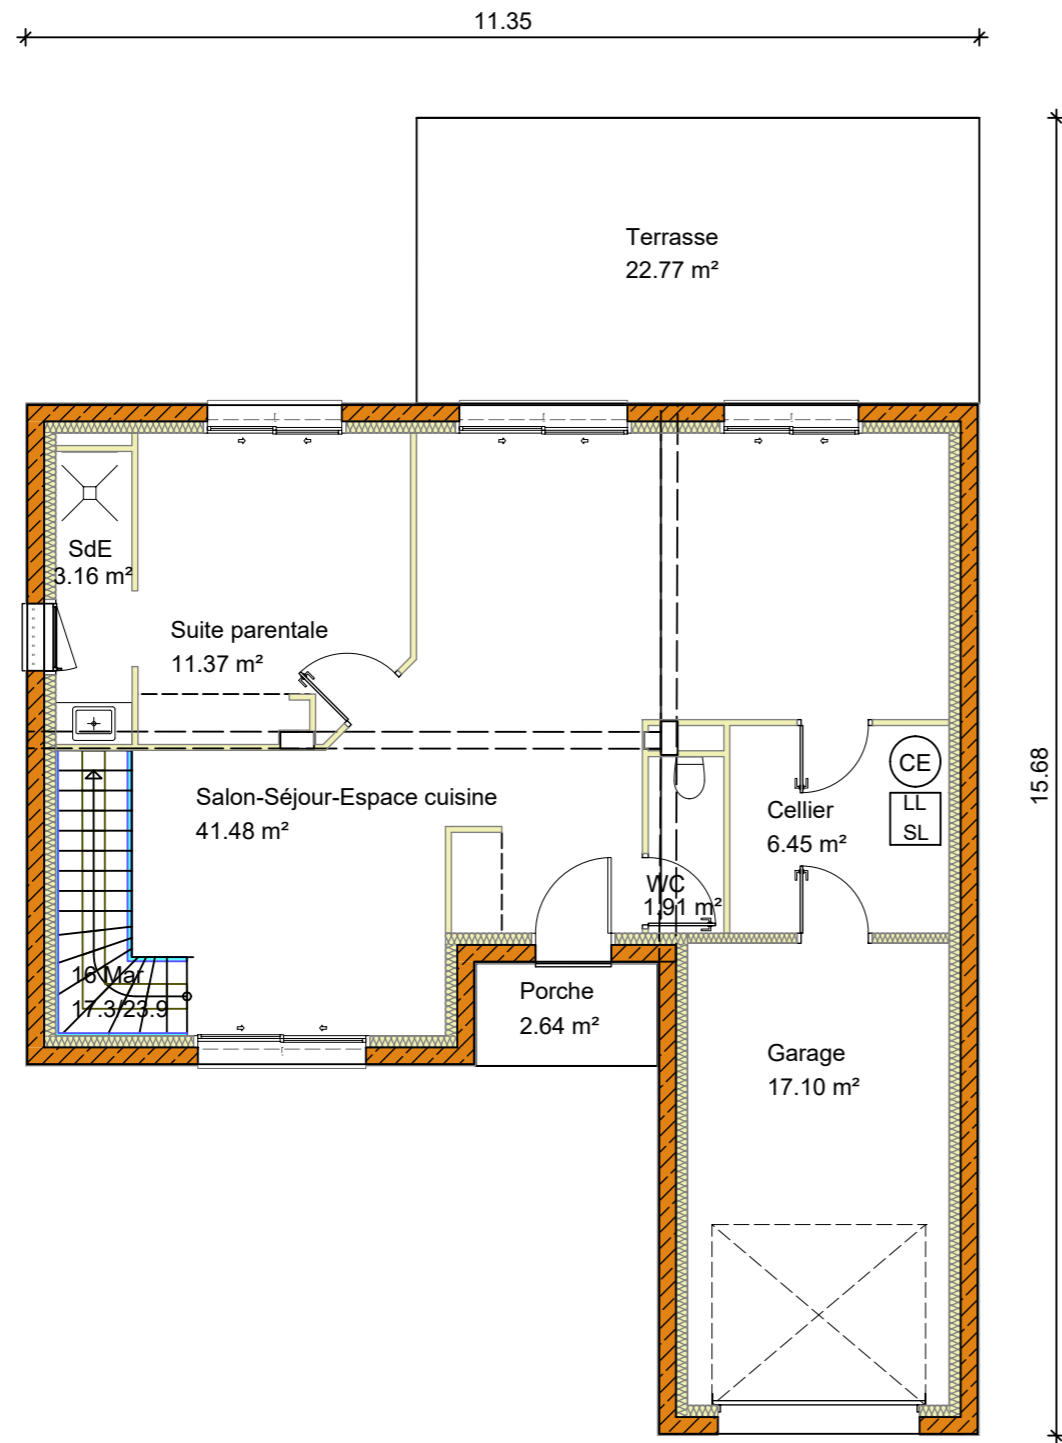 11.35
Terrasse
22.77 m²
SdE
3.16 m²
Suite parentale
11.37 m²
15.68
CE
Salon-Séjour-Espace cuisine
41.48 m²
Cellier
6.45 m²
LL
SL
WC
1.91 m²
16 Mar
17.3/23.9
Porche
2.64 m²
Garage
17.10 m²